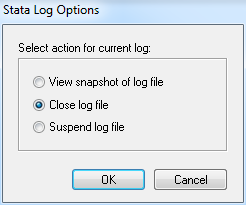 Stata Log Options
Select action for current log:
View snapshot of log file
Close log file
Suspend log file
OK
Cancel